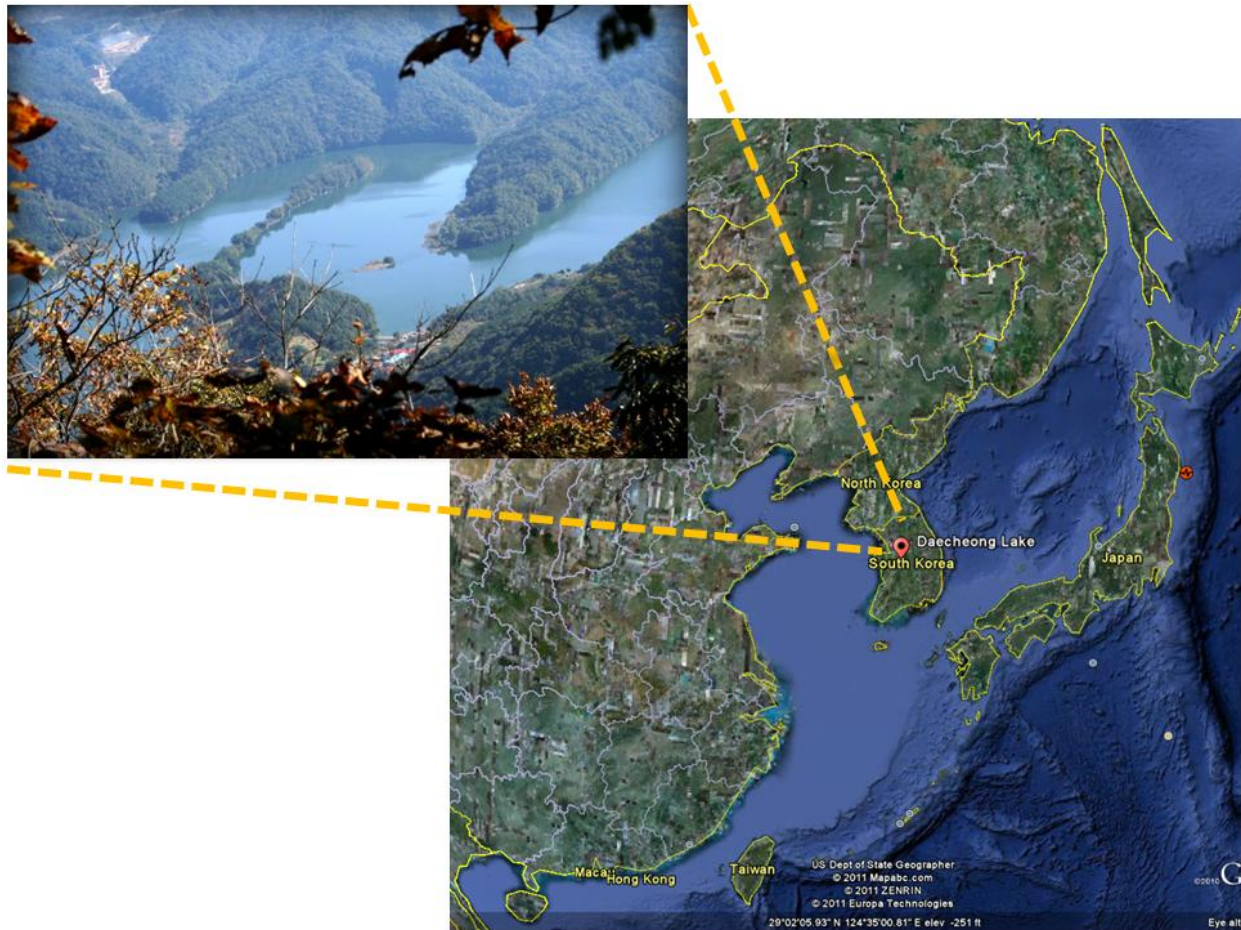 North Korea
Daecheong Lake
South Korea
Japan
Taiwan
Macau
Hong Kong
US Dept of State Geographer
© 2011 Mapabc.com
© 2011 ZENRIN
© 2011 Europa Technologies
©2010 G
29°02'05.93" N 124°35'00.81" E elev -251 ft
Eye alt